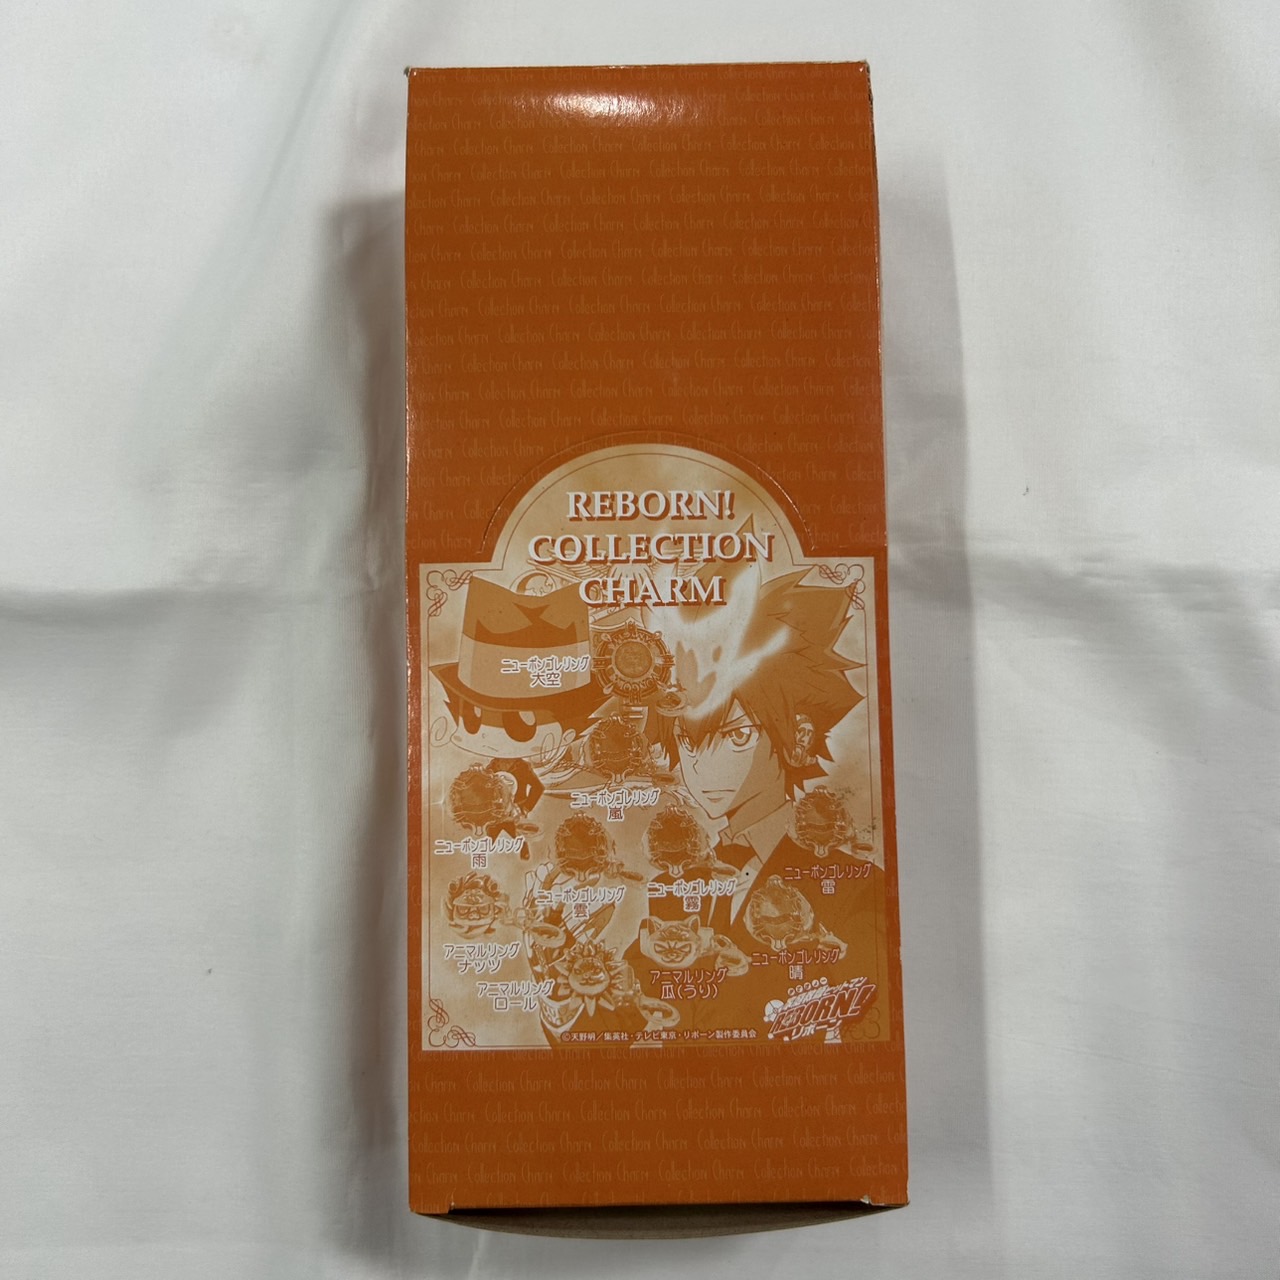 REBORN!
COLLECTION
CHARM
ニューボンゴレリング
大空
ニューボンゴレリング
嵐
ニューボンゴレリング
雨
ニューボンゴレリング
雲
ニューボンゴレリング
霧
ニューボンゴレリング
雷
アニマルリング
ナッツ
アニマルリング
ロール
アニマルリング
瓜(うり)
ニューボンゴレリング
晴
REBORN!
リボーン
©天野明/集英社・テレビ東京・リボーン製作委員会
Collection Charm